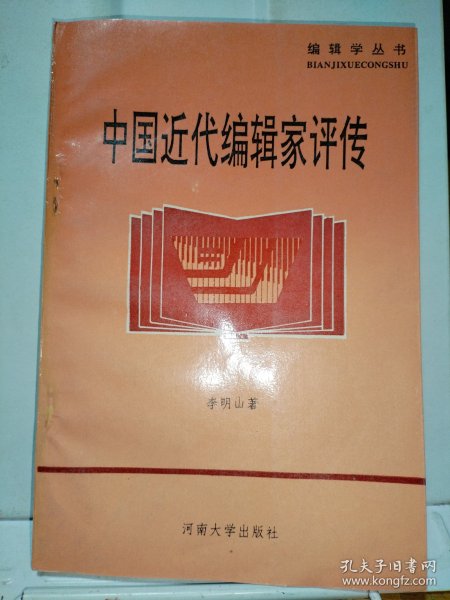 编辑学丛书
BIANJIXUECONGSHU
中国近代编辑家评传
李明山著
河南大学出版社
孔夫子旧书网
www.kongfz.com